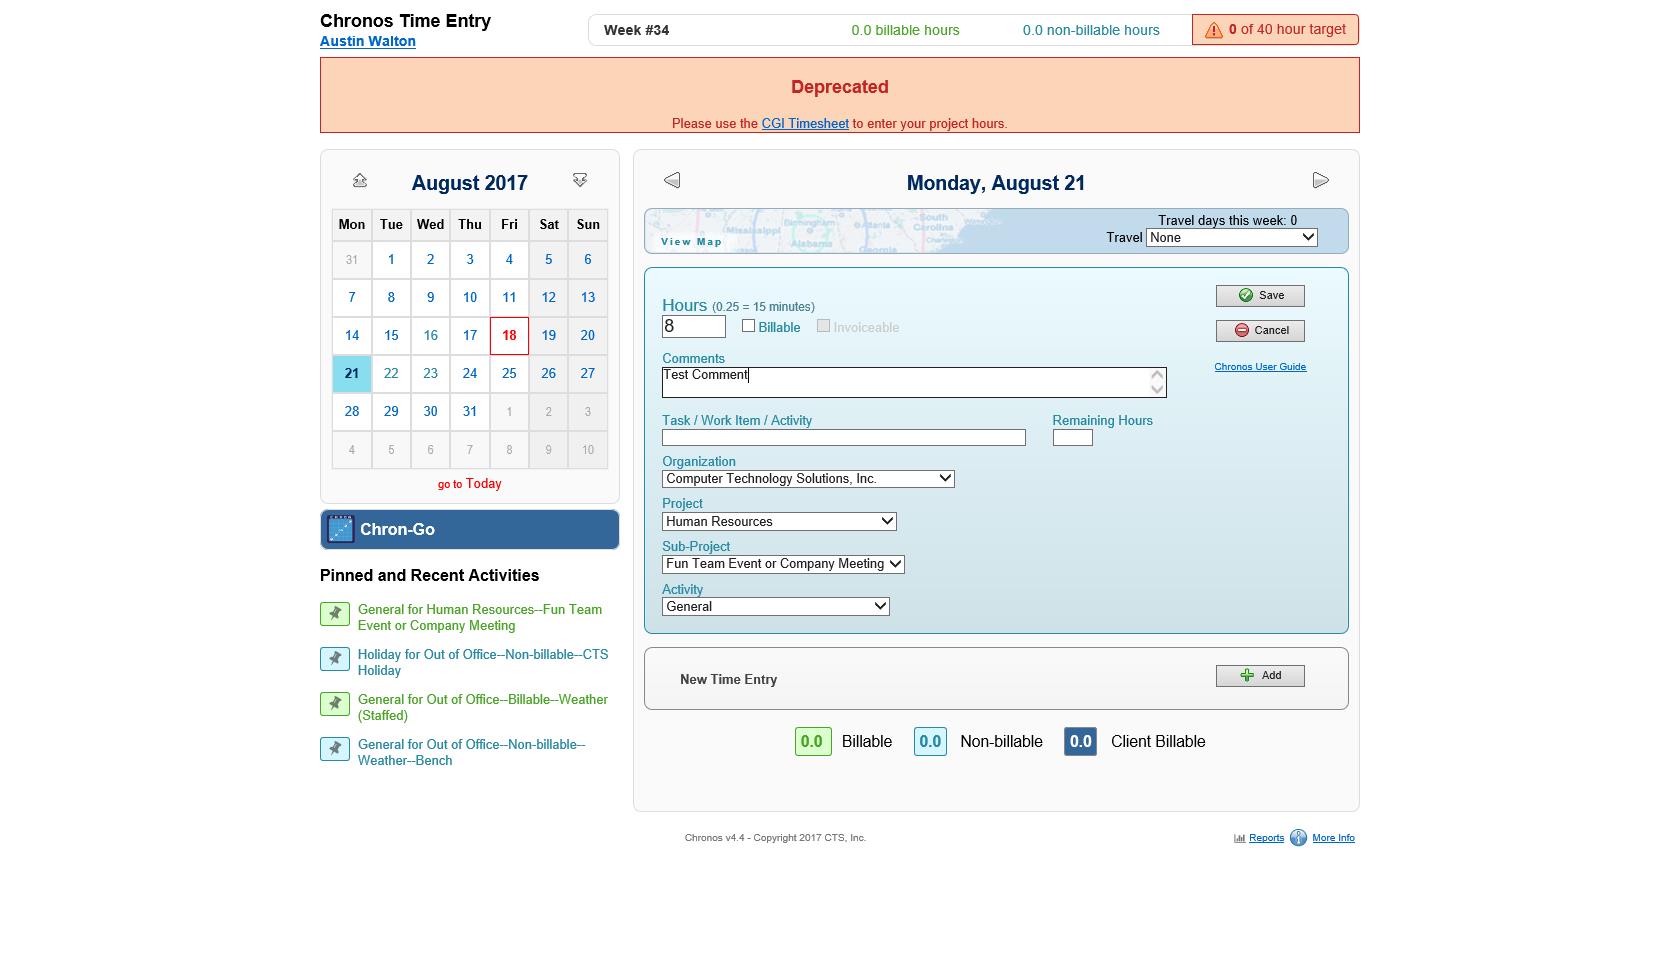 Chronos Time Entry
Austin Walton
Week #34 0.0 billable hours 0.0 non-billable hours 0 of 40 hour target
Deprecated
Please use the CGI Timesheet to enter your project hours.
August 2017
Mon Tue Wed Thu Fri Sat Sun
31 1 2 3 4 5 6
7 8 9 10 11 12 13
14 15 16 17 18 19 20
21 22 23 24 25 26 27
28 29 30 31 1 2 3
4 5 6 7 8 9 10
go to Today
Chron-Go
Pinned and Recent Activities
General for Human Resources--Fun Team
Event or Company Meeting
Holiday for Out of Office--Non-billable--CTS
Holiday
General for Out of Office--Billable--Weather
(Staffed)
General for Out of Office--Non-billable--
Weather--Bench
Monday, August 21
Mississippi Birmingham Alabama Atlanta Georgia South
Carolina
View Map
Travel days this week: 0
Travel None
Hours (0.25 = 15 minutes)
8 Billable Invoiceable
Save
Cancel
Chronos User Guide
Comments
Test Comment
Task / Work Item / Activity Remaining Hours
Organization
Computer Technology Solutions, Inc.
Project
Human Resources
Sub-Project
Fun Team Event or Company Meeting
Activity
General
New Time Entry Add
0.0 Billable 0.0 Non-billable 0.0 Client Billable
Chronos v4.4 - Copyright 2017 CTS, Inc. Reports More Info